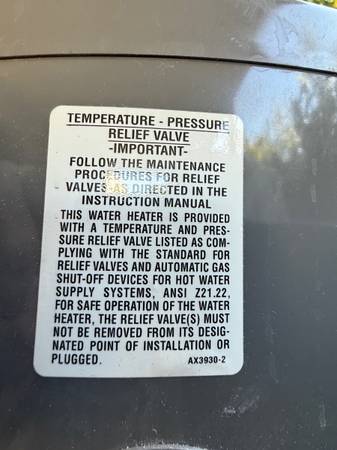 TEMPERATURE - PRESSURE
RELIEF VALVE
-IMPORTANT-
FOLLOW THE MAINTENANCE
PROCEDURES FOR RELIEF
VALVES AS DIRECTED IN THE
INSTRUCTION MANUAL
THIS WATER HEATER IS PROVIDED
WITH A TEMPERATURE AND PRES-
SURE RELIEF VALVE LISTED AS COM-
PLYING WITH THE STANDARD FOR
RELIEF VALVES AND AUTOMATIC GAS
SHUT-OFF DEVICES FOR HOT WATER
SUPPLY SYSTEMS, ANSI Z21.22,
FOR SAFE OPERATION OF THE WATER
HEATER, THE RELIEF VALVE(S) MUST
NOT BE REMOVED FROM ITS DESIG-
NATED POINT OF INSTALLATION OR
PLUGGED. AX3930-2